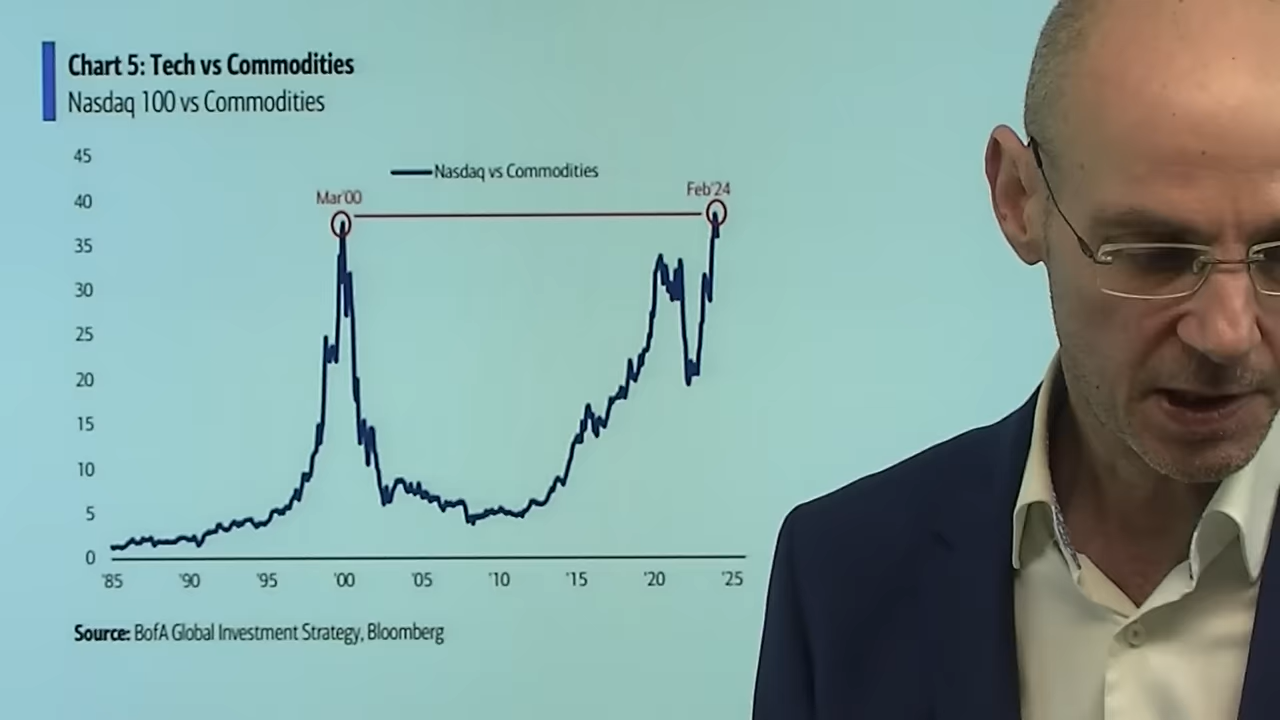 Chart 5: Tech vs Commodities
Nasdaq 100 vs Commodities
45
Nasdaq vs Commodities
Mar'00
Feb'24
40
35
30
25
20
15
10
5
0
'85 '90 '95 '00 '05 '10 '15 '20 '25
Source: BofA Global Investment Strategy, Bloomberg